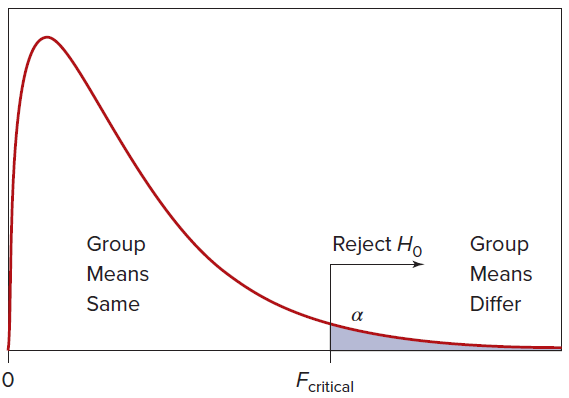 Group
Means
Same
Reject H0
Group
Means
Differ
α
0
Fcritical